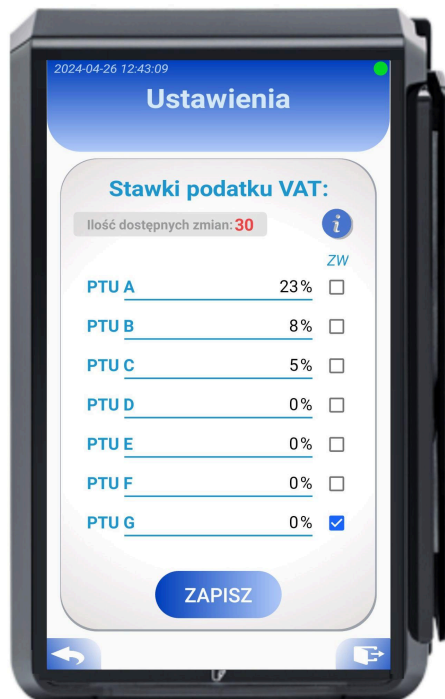 2024-04-26 12:43:09
Ustawienia
Stawki podatku VAT:
Ilość dostępnych zmian: 30
i
ZW
PTU A 23%
PTU B 8%
PTU C 5%
PTU D 0%
PTU E 0%
PTU F 0%
PTU G 0%
ZAPISZ